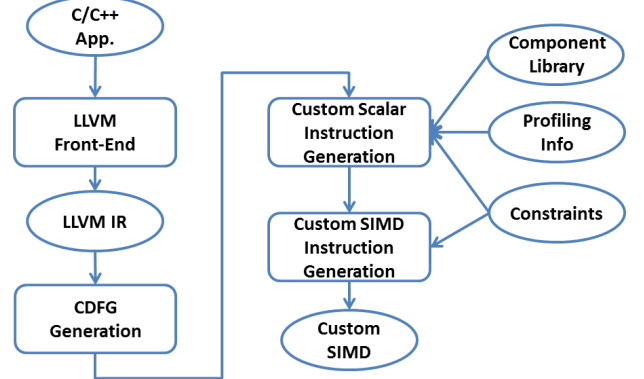 C/C++
App.
LLVM
Front-End
LLVM IR
CDFG
Generation
Custom Scalar
Instruction
Generation
Custom SIMD
Instruction
Generation
Custom
SIMD
Component
Library
Profiling
Info
Constraints